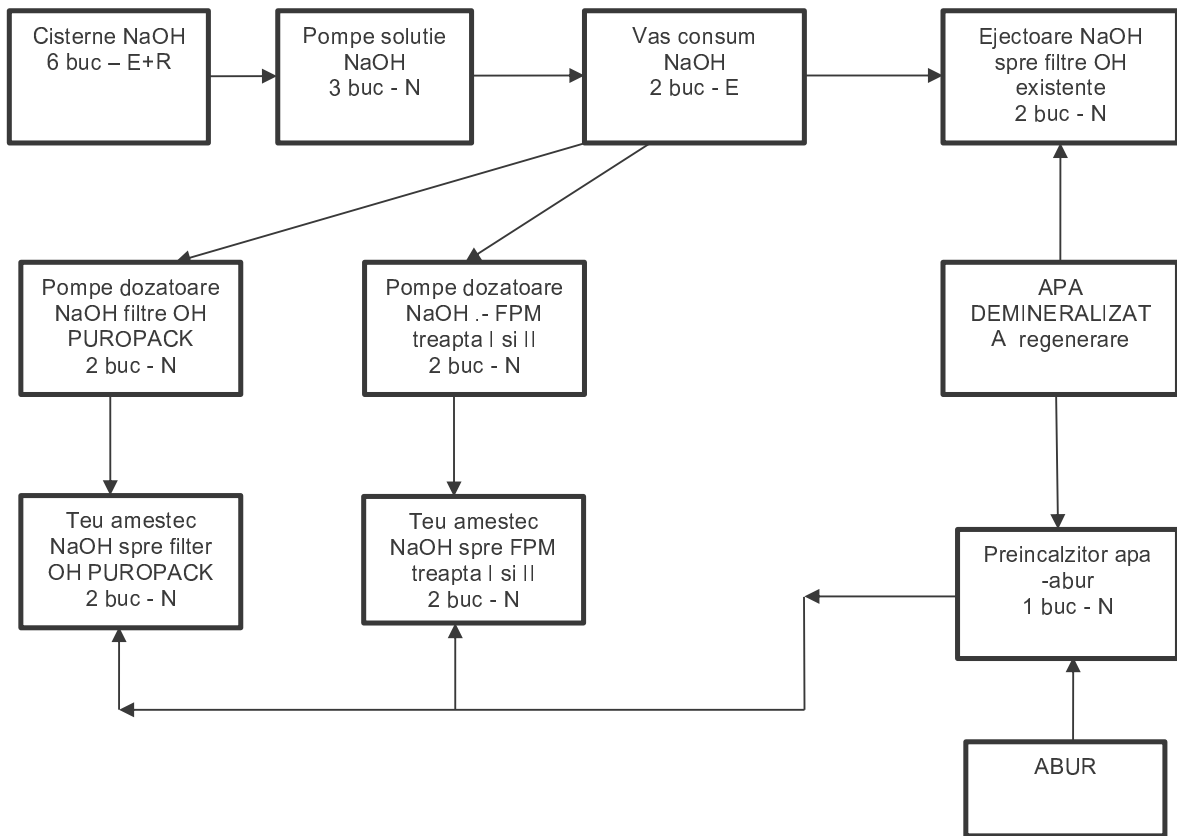 Cisterne NaOH
6 buc – E+R
Pompe solutie
NaOH
3 buc - N
Vas consum
NaOH
2 buc - E
Ejectoare NaOH
spre filtre OH
existente
2 buc - N
Pompe dozatoare
NaOH filtre OH
PUROPACK
2 buc - N
Pompe dozatoare
NaOH .- FPM
treapta I si II
2 buc - N
APA
DEMINERALIZAT
A regenerare
Teu amestec
NaOH spre filter
OH PUROPACK
2 buc - N
Teu amestec
NaOH spre FPM
treapta I si II
2 buc - N
Preincalzitor apa
-abur
1 buc - N
ABUR